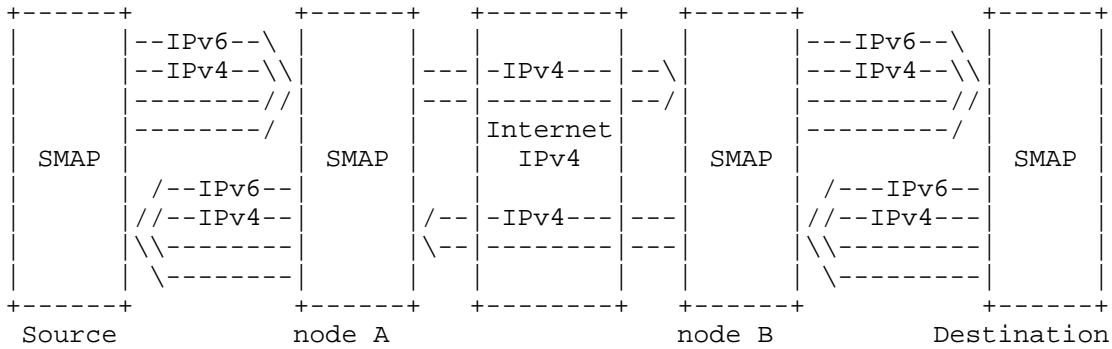 +------+          +------+   +--------+   +------+          +------+
|      |--IPv6--\ |      |   |        |   |      |---IPv6--\ |      |
|      |--IPv4--\\|      |---|-IPv4---|--\|      |---IPv4--\\|      |
|      |--------//|      |---|--------|--/|      |---------//|      |
|      |--------/ |      |   |Internet|   |      |---------/ |      |
| SMAP |          | SMAP |   |  IPv4  |   | SMAP |           | SMAP |
|      | /--IPv6--|      |   |        |   |      | /---IPv6--|      |
|      |//--IPv4--|      |/--|-IPv4---|---|      |//--IPv4---|      |
|      |\\--------|      |\--|--------|---|      |\\---------|      |
|      | \--------|      |   |        |   |      | \---------|      |
+------+          +------+   +--------+   +------+           +------+
Source node A node B Destination